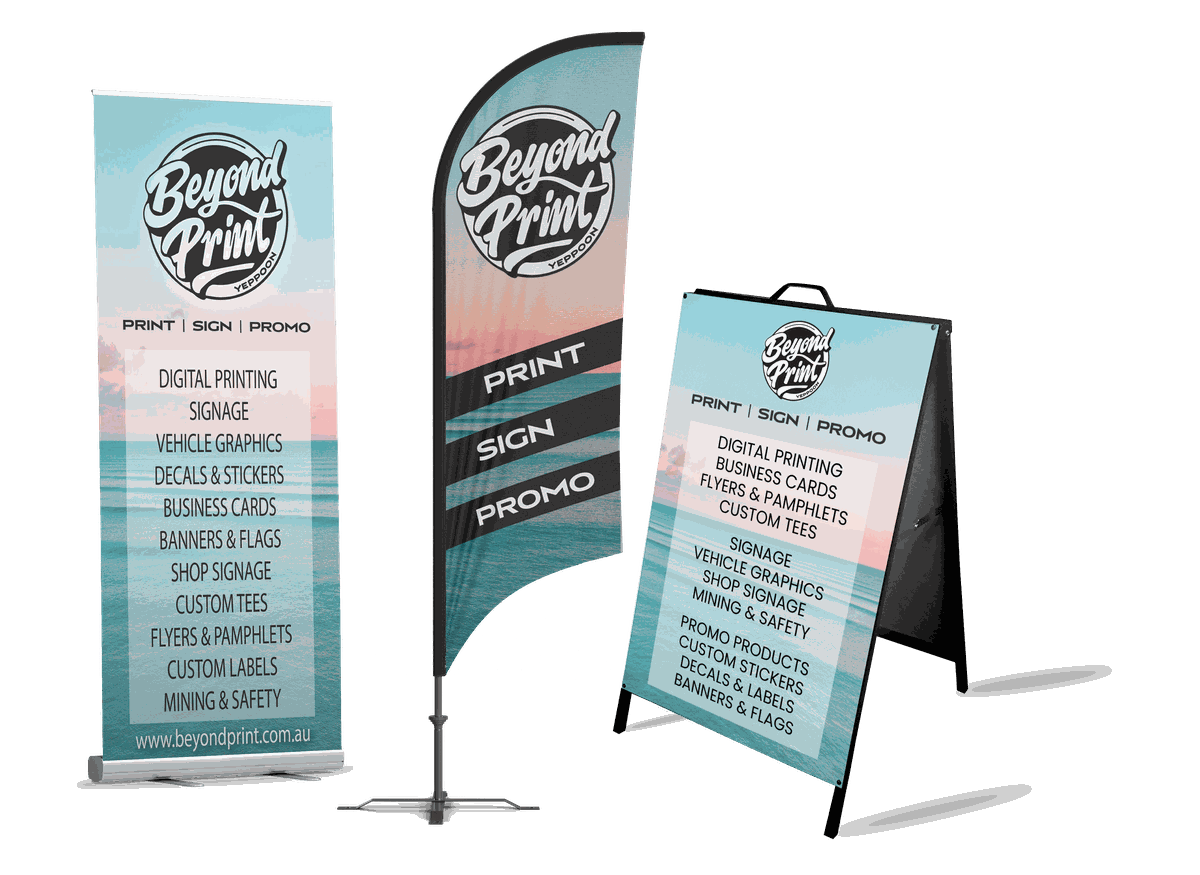 Beyond
Print
YEPPOON
PRINT | SIGN | PROMO
DIGITAL PRINTING
SIGNAGE
VEHICLE GRAPHICS
DECALS & STICKERS
BUSINESS CARDS
BANNERS & FLAGS
SHOP SIGNAGE
CUSTOM TEES
FLYERS & PAMPHLETS
CUSTOM LABELS
MINING & SAFETY
www.beyondprint.com.au
Beyond
Print
YEPPOON
PRINT
SIGN
PROMO
Beyond
Print
YEPPOON
PRINT | SIGN | PROMO
DIGITAL PRINTING
BUSINESS CARDS
FLYERS & PAMPHLETS
CUSTOM TEES
SIGNAGE
VEHICLE GRAPHICS
SHOP SIGNAGE
MINING & SAFETY
PROMO PRODUCTS
CUSTOM STICKERS
DECALS & LABELS
BANNERS & FLAGS